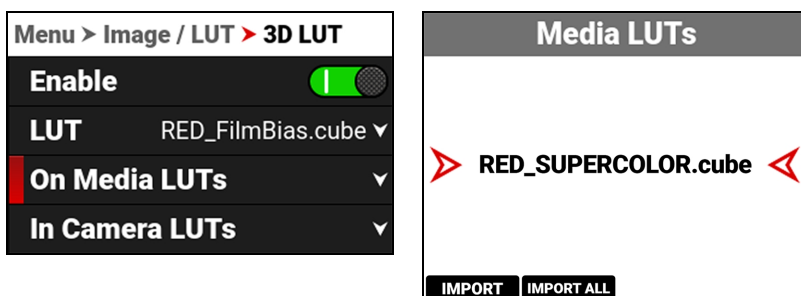 Menu > Image / LUT > 3D LUT
Enable
LUT RED_FilmBias.cube
On Media LUTs
In Camera LUTs
Media LUTs
RED_SUPERCOLOR.cube
IMPORT IMPORT ALL